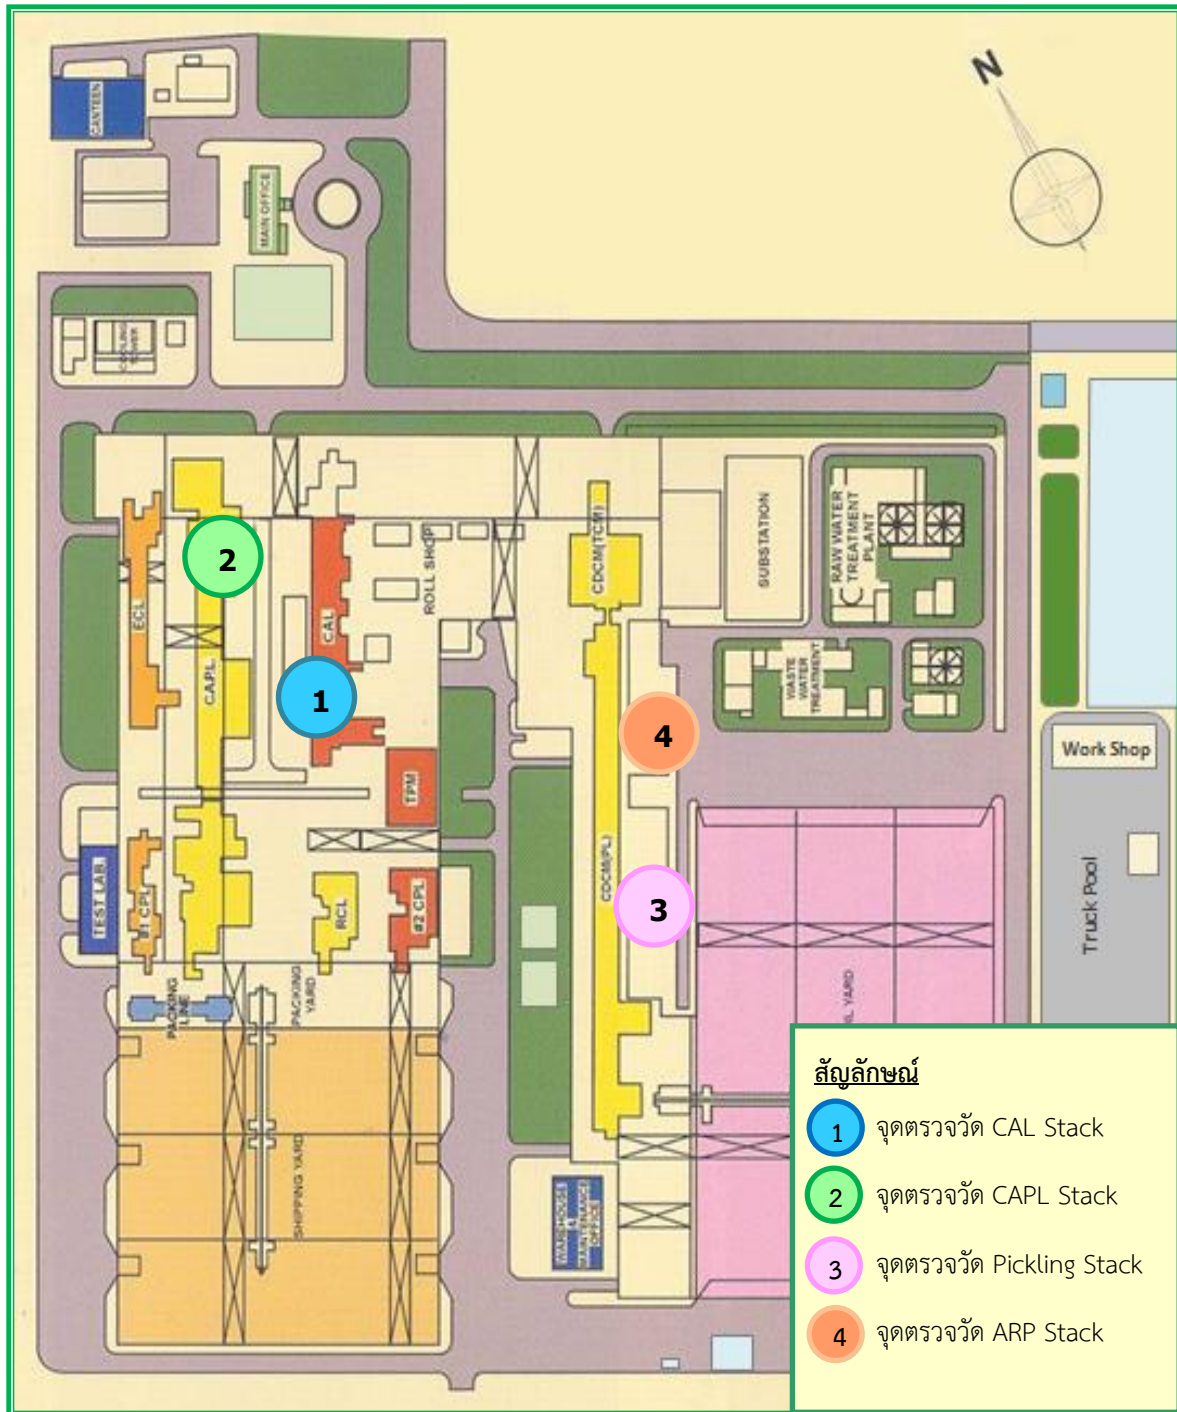 N
CANTEEN
MAIN OFFICE
COOLING
TOWER
ECL
2
C.A.P.L
CAL
1
ROLL SHOP
CDCM(TCM)
SUBSTATION
RAW WATER
TREATMENT
PLANT
WASTE
WATER
TREATMENT
4
TPM
CDCM(PL)
3
TEST LAB.
#1 CPL
RCL
#2 CPL
PACKING
LINE
PACKING
YARD
SHIPPING YARD
WAREHOUSE
&
MAINTENANCE
OFFICE
IL YARD
Work Shop
Truck Pool
สัญลักษณ์
1 จุดตรวจวัด CAL Stack
2 จุดตรวจวัด CAPL Stack
3 จุดตรวจวัด Pickling Stack
4 จุดตรวจวัด ARP Stack